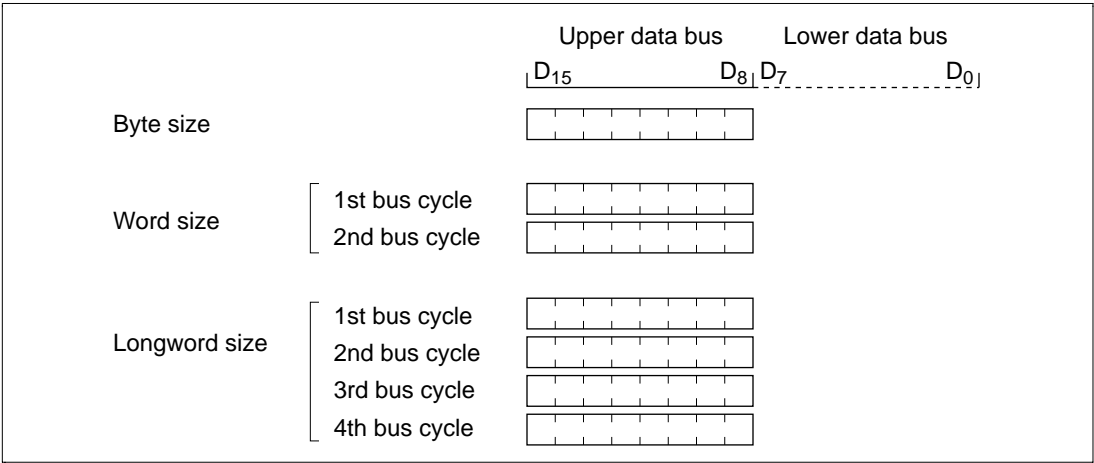 Upper data bus Lower data bus
D15 D8 D7 D0
Byte size
Word size
1st bus cycle
2nd bus cycle
Longword size
1st bus cycle
2nd bus cycle
3rd bus cycle
4th bus cycle